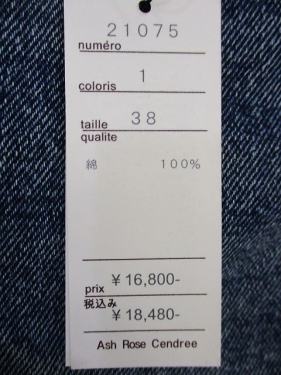 21075
numéro
1
coloris
38
taille
qualite
綿 100%
¥16,800-
prix
税込み
¥18,480-
Ash Rose Cendree